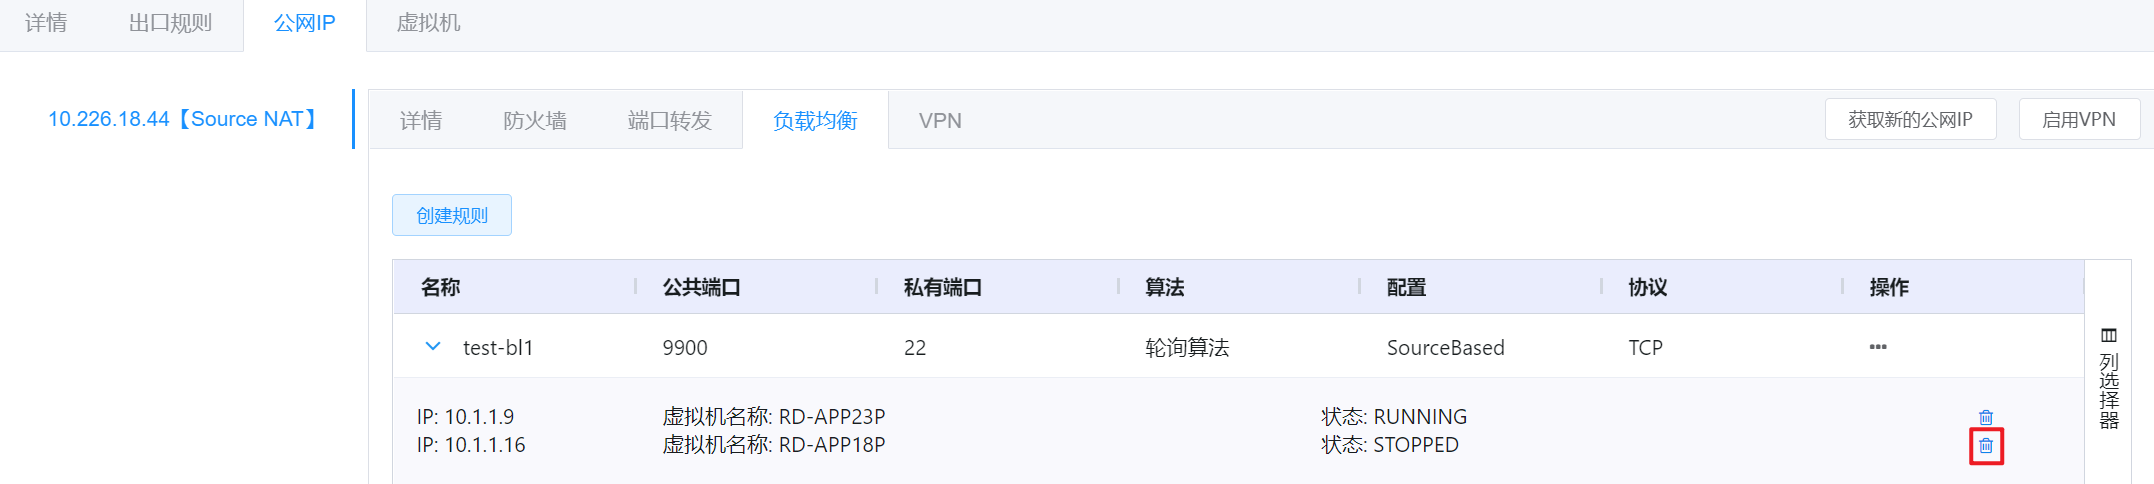 详情 出口规则 公网IP 虚拟机
10.226.18.44【Source NAT】
详情 防火墙 端口转发 负载均衡 VPN 获取新的公网IP 启用VPN
创建规则
名称 公共端口 私有端口 算法 配置 协议 操作
test-bl1 9900 22 轮询算法 SourceBased TCP •••
IP: 10.1.1.9 虚拟机名称: RD-APP23P 状态: RUNNING
IP: 10.1.1.16 虚拟机名称: RD-APP18P 状态: STOPPED
列选择器